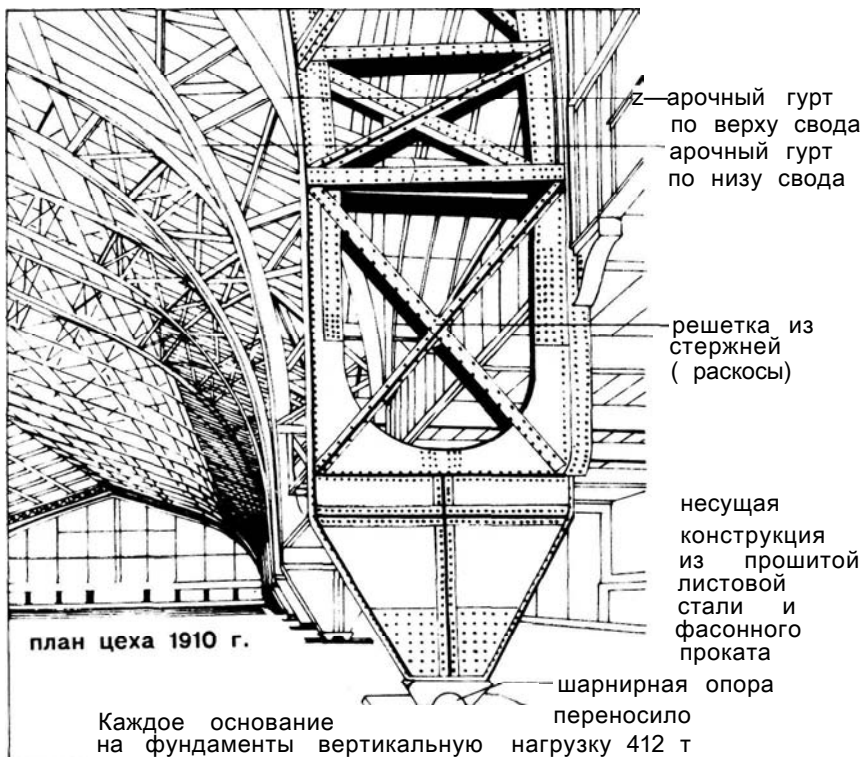 z—арочный гурт
по верху свода
арочный гурт
по низу свода
решетка из
стержней
( раскосы)
несущая
конструкция
из прошитой
листовой
стали и
фасонного
проката
план цеха 1910 г.
шарнирная опора
Каждое основание переносило
на фундаменты вертикальную нагрузку 412 т